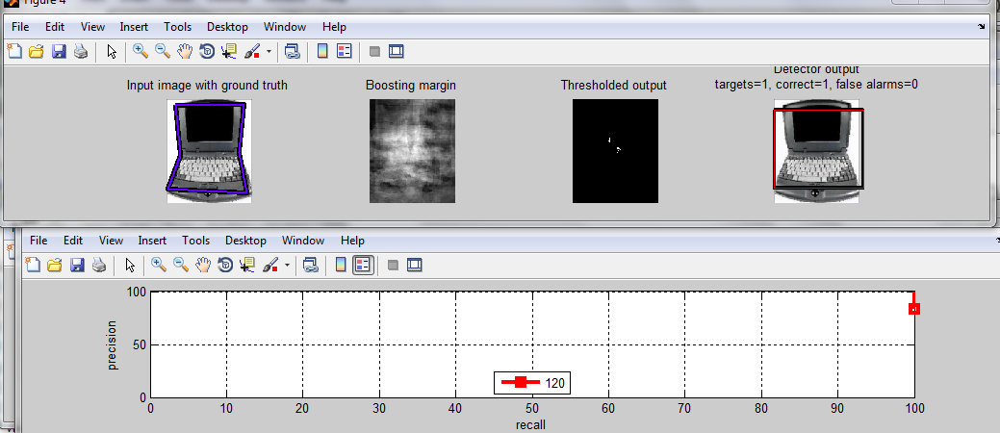 Figure 4
File Edit View Insert Tools Desktop Window Help
Input image with ground truth
Boosting margin
Thresholded output
Detector output
targets=1, correct=1, false alarms=0
File Edit View Insert Tools Desktop Window Help
100
50
0
precision
120
0 10 20 30 40 50 60 70 80 90 100
recall